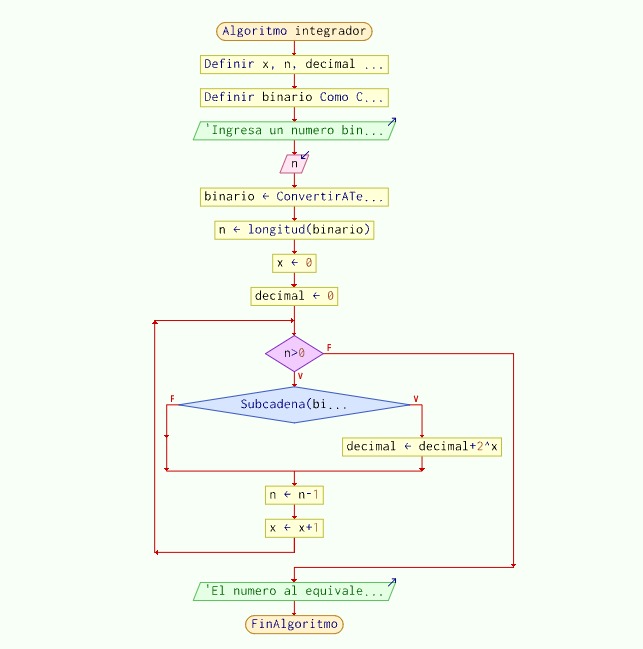 Algoritmo integrador
Definir x, n, decimal ...
Definir binario Como C...
'Ingresa un numero bin...
n
binario ← ConvertirATe...
n ← longitud(binario)
x ← 0
decimal ← 0
n>0
F
V
Subcadena(bi...
F
V
decimal ← decimal+2^x
n ← n-1
x ← x+1
'El numero al equivale...
FinAlgoritmo